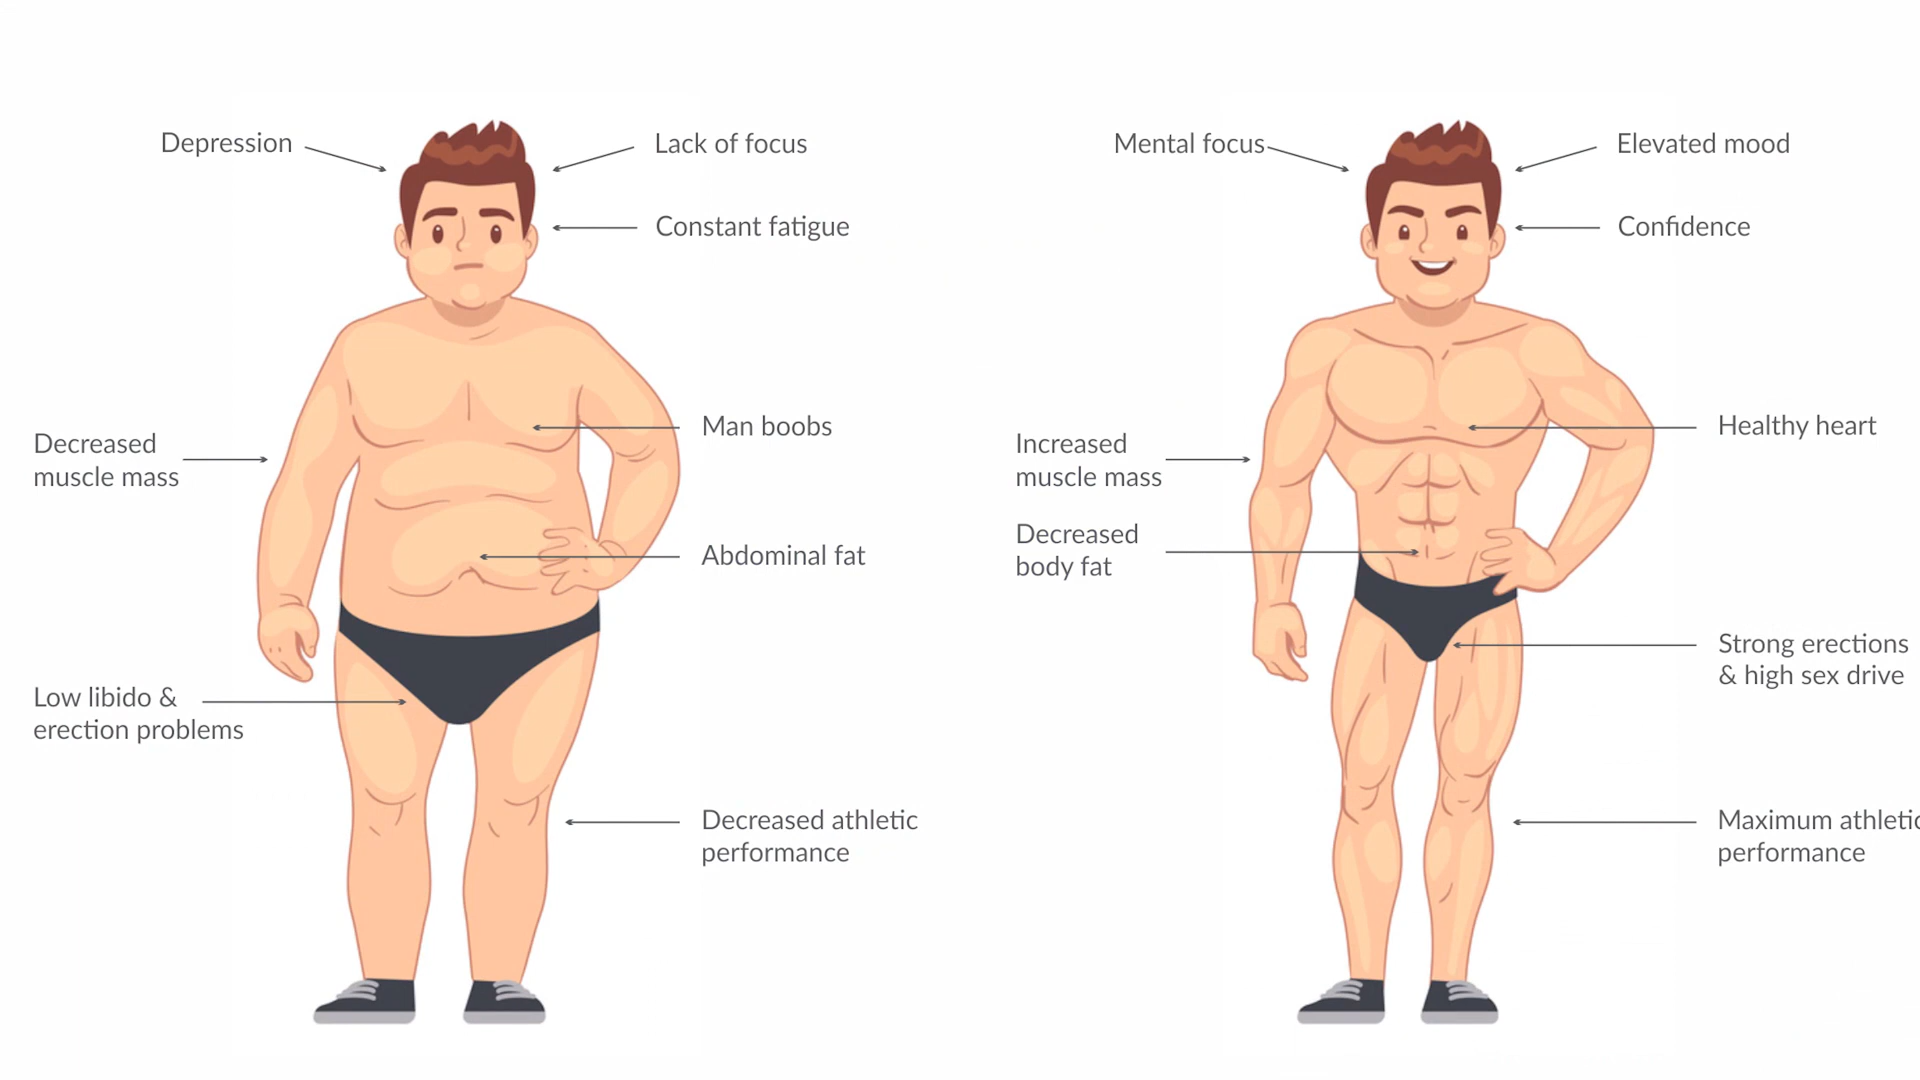 Depression
Lack of focus
Constant fatigue
Man boobs
Decreased
muscle mass
Abdominal fat
Low libido &
erection problems
Decreased athletic
performance
Mental focus
Elevated mood
Confidence
Healthy heart
Increased
muscle mass
Decreased
body fat
Strong erections
& high sex drive
Maximum athletic
performance